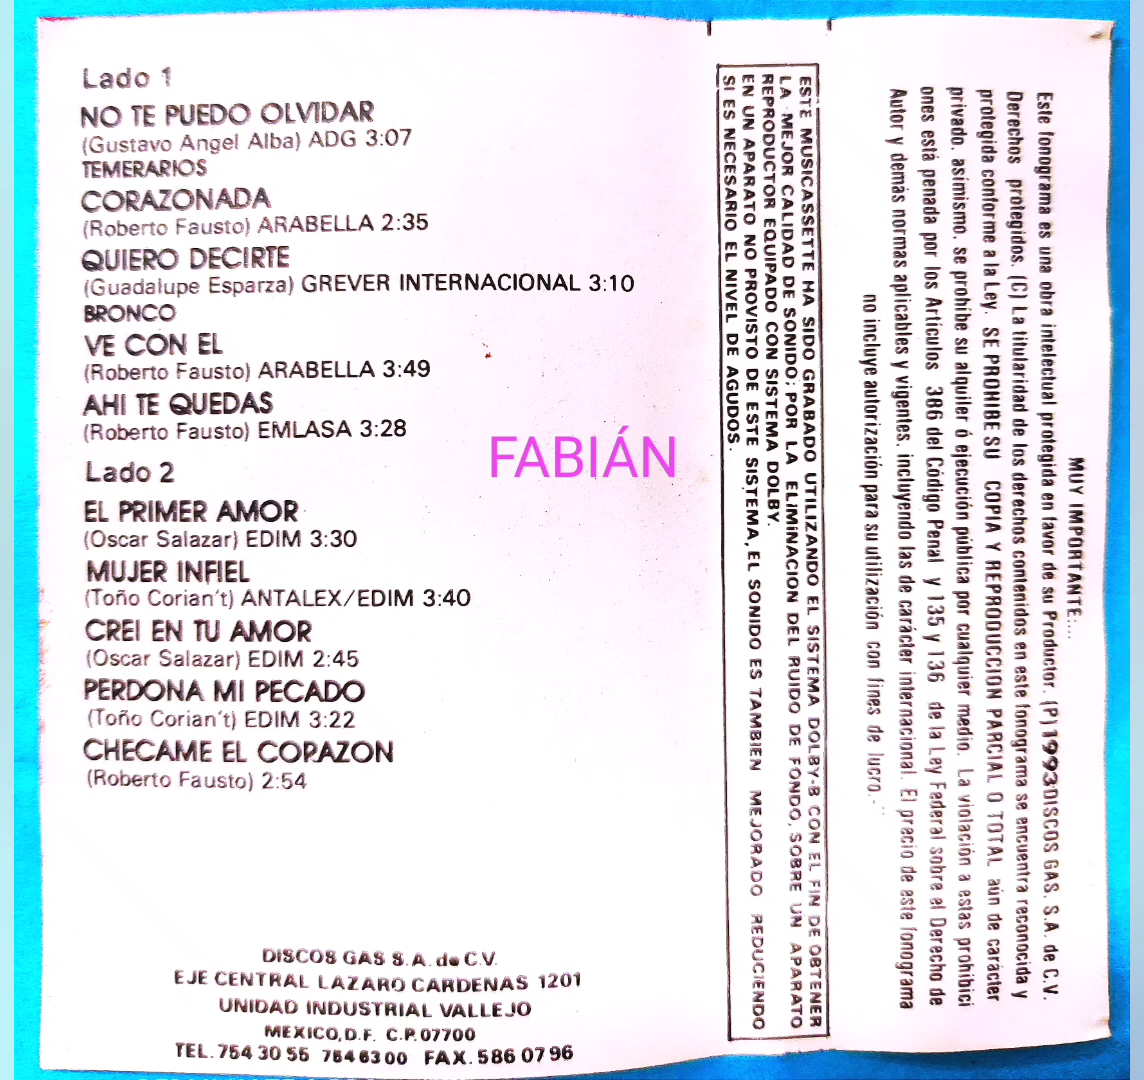 Lado 1
NO TE PUEDO OLVIDAR
(Gustavo Angel Alba) ADG 3:07
TEMERARIOS
CORAZONADA
(Roberto Fausto) ARABELLA 2:35
QUIERO DECIRTE
(Guadalupe Esparza) GREVER INTERNACIONAL 3:10
BRONCO
VE CON EL
(Roberto Fausto) ARABELLA 3:49
AHI TE QUEDAS
(Roberto Fausto) EMLASA 3:28
Lado 2
EL PRIMER AMOR
(Oscar Salazar) EDIM 3:30
MUJER INFIEL
(Toño Corian't) ANTALEX/EDIM 3:40
CREI EN TU AMOR
(Oscar Salazar) EDIM 2:45
PERDONA MI PECADO
(Toño Corian't) EDIM 3:22
CHECAME EL CORAZON
(Roberto Fausto) 2:54
FABIÁN
DISCOS GAS S.A. de C.V.
EJE CENTRAL LAZARO CARDENAS 1201
UNIDAD INDUSTRIAL VALLEJO
MEXICO, D.F. C.P. 07700
TEL. 754 30 55 754 63 00 FAX. 586 07 96
ESTE MUSICASSETTE HA SIDO GRABADO UTILIZANDO EL SISTEMA DOLBY-B CON EL FIN DE OBTENER
LA MEJOR CALIDAD DE SONIDO; POR LA ELIMINACION DEL RUIDO DE FONDO, SOBRE UN APARATO
REPRODUCTOR EQUIPADO CON SISTEMA DOLBY.
EN UN APARATO NO PROVISTO DE ESTE SISTEMA, EL SONIDO ES TAMBIEN MEJORADO REDUCIENDO
SI ES NECESARIO EL NIVEL DE AGUDOS.
MUY IMPORTANTE:...
Este fonograma es una obra intelectual protegida en favor de su Productor. (P) 1993 DISCOS GAS, S.A. de C.V.
Derechos protegidos. (C) La titularidad de los derechos contenidos en este fonograma se encuentra reconocida y
protegida conforme a la Ley. SE PROHIBE SU COPIA Y REPRODUCCION PARCIAL O TOTAL aún de carácter
privado, asímismo, se prohibe su alquiler ó ejecución pública por cualquier medio. La violación a estas prohibici
ones está penada por los Artículos 386 del Código Penal y 135 y 136 de la Ley Federal sobre el Derecho de
Autor y demás normas aplicables y vigentes, incluyendo las de carácter internacional. El precio de este fonograma
no incluye autorización para su utilización con fines de lucro.-¨